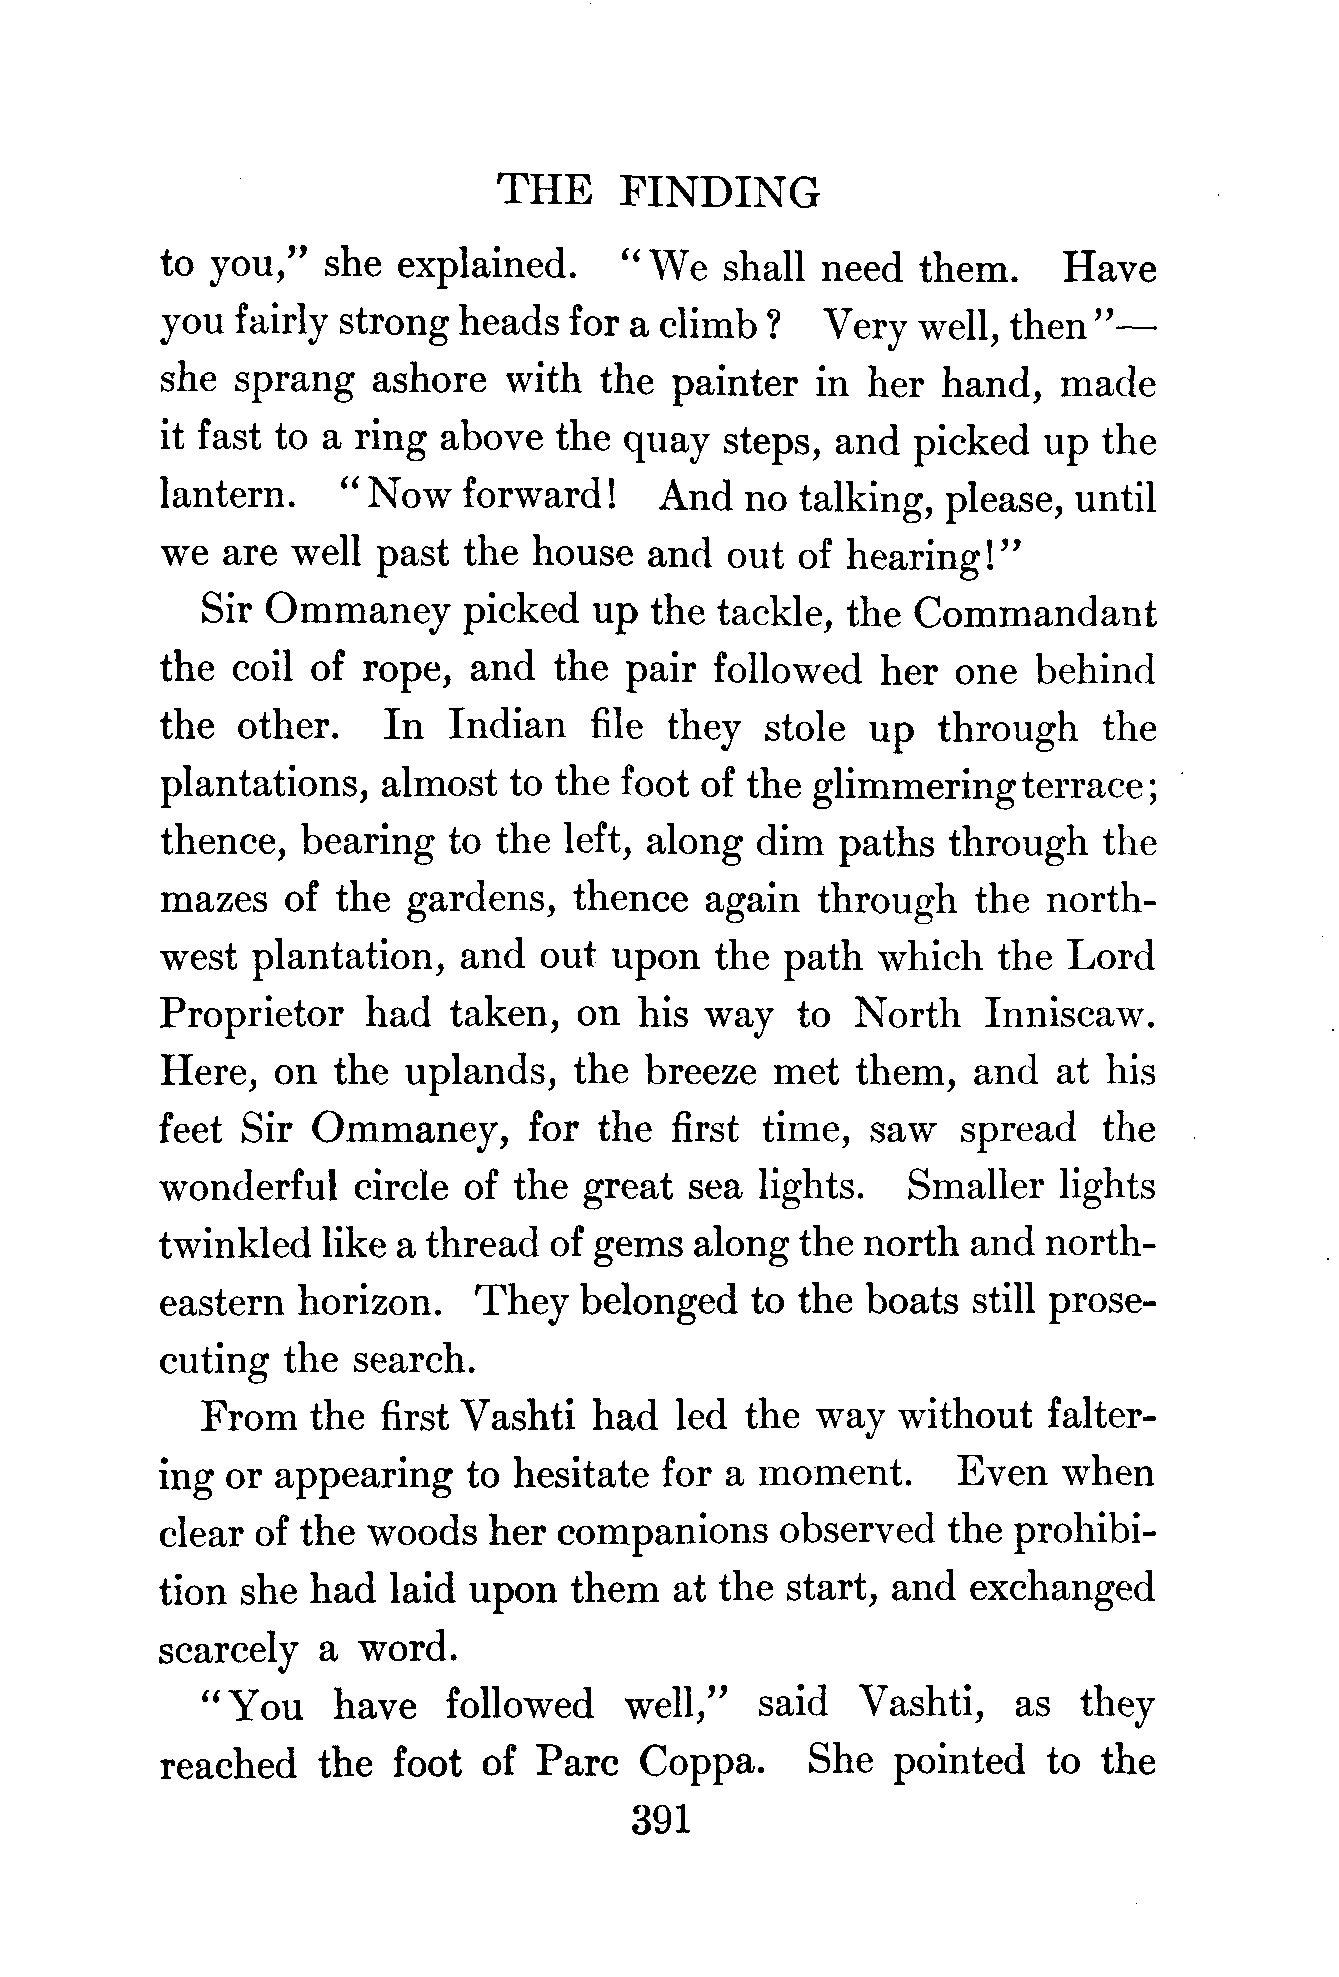 THE FINDING
to you," she explained. "We shall need them. Have
you fairly strong heads for a climb? Very well, then"—
she sprang ashore with the painter in her hand, made
it fast to a ring above the quay steps, and picked up the
lantern. "Now forward! And no talking, please, until
we are well past the house and out of hearing!"
Sir Ommaney picked up the tackle, the Commandant
the coil of rope, and the pair followed her one behind
the other. In Indian file they stole up through the
plantations, almost to the foot of the glimmering terrace;
thence, bearing to the left, along dim paths through the
mazes of the gardens, thence again through the north-
west plantation, and out upon the path which the Lord
Proprietor had taken, on his way to North Inniscaw.
Here, on the uplands, the breeze met them, and at his
feet Sir Ommaney, for the first time, saw spread the
wonderful circle of the great sea lights. Smaller lights
twinkled like a thread of gems along the north and north-
eastern horizon. They belonged to the boats still prose-
cuting the search.
From the first Vashti had led the way without falter-
ing or appearing to hesitate for a moment. Even when
clear of the woods her companions observed the prohibi-
tion she had laid upon them at the start, and exchanged
scarcely a word.
"You have followed well," said Vashti, as they
reached the foot of Parc Coppa. She pointed to the
391